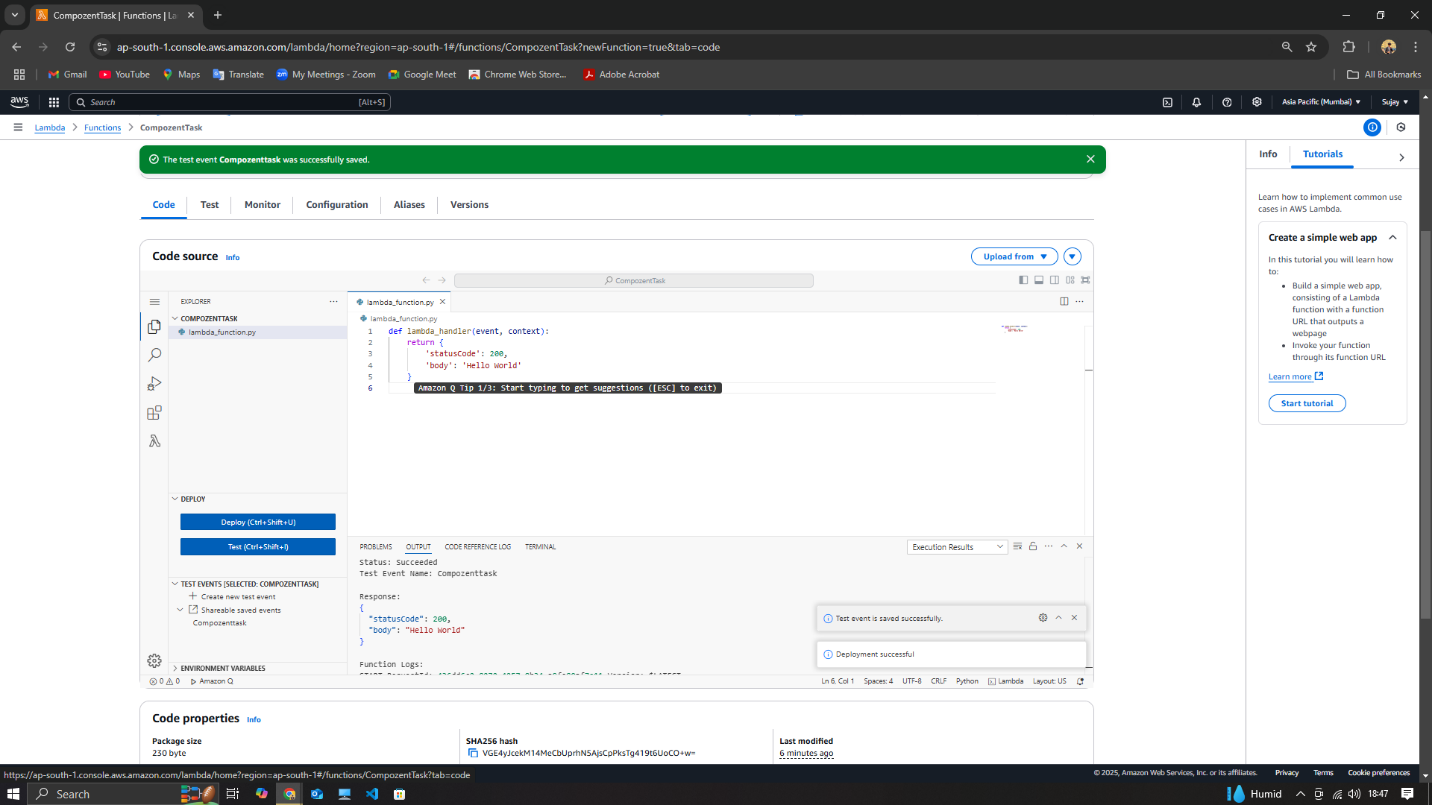 CompozentTask | Functions | La
ap-south-1.console.aws.amazon.com/lambda/home?region=ap-south-1#/functions/CompozentTask?newFunction=true&tab=code
Gmail YouTube Maps Translate My Meetings - Zoom Google Meet Chrome Web Store... Adobe Acrobat All Bookmarks
aws Search [Alt+S] Asia Pacific (Mumbai) Sujay
Lambda Functions CompozentTask
The test event Compozenttask was successfully saved.
Info Tutorials
Code Test Monitor Configuration Aliases Versions
Learn how to implement common use
cases in AWS Lambda.
Create a simple web app
In this tutorial you will learn how
to:
Build a simple web app,
consisting of a Lambda
function with a function
URL that outputs a
webpage
Invoke your function
through its function URL
Learn more
Start tutorial
Code source Info
Upload from
CompozentTask
EXPLORER
COMPOZENTTASK
lambda_function.py
lambda_function.py
lambda_function.py
1 def lambda_handler(event, context):
2 return {
3 'statusCode': 200,
4 'body': 'Hello World'
5 }
6 Amazon Q Tip 1/3: Start typing to get suggestions ([ESC] to exit)
DEPLOY
Deploy (Ctrl+Shift+U)
Test (Ctrl+Shift+I)
TEST EVENTS [SELECTED: COMPOZENTTASK]
Create new test event
Shareable saved events
Compozenttask
ENVIRONMENT VARIABLES
PROBLEMS OUTPUT CODE REFERENCE LOG TERMINAL
Execution Results
Status: Succeeded
Test Event Name: Compozenttask
Response:
{
"statusCode": 200,
"body": "Hello World"
}
Function Logs:
Test event is saved successfully.
Deployment successful
0 0 Amazon Q Ln 6, Col 1 Spaces: 4 UTF-8 CRLF Python Lambda Layout: US
Code properties Info
Package size
230 byte
SHA256 hash
VGE4yJcekM14MeCbUprhN5AjsCpPksTg419t6UoCO+w=
Last modified
6 minutes ago
https://ap-south-1.console.aws.amazon.com/lambda/home?region=ap-south-1#/functions/CompozentTask?tab=code
© 2025, Amazon Web Services, Inc. or its affiliates. Privacy Terms Cookie preferences
Search Humid 18:47